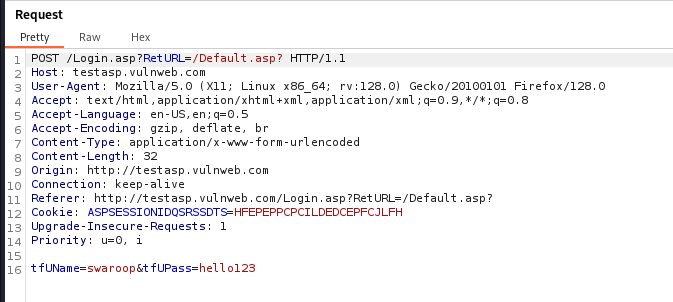 Request
Pretty Raw Hex
1 POST /Login.asp?RetURL=/Default.asp? HTTP/1.1
2 Host: testasp.vulnweb.com
3 User-Agent: Mozilla/5.0 (X11; Linux x86_64; rv:128.0) Gecko/20100101 Firefox/128.0
4 Accept: text/html,application/xhtml+xml,application/xml;q=0.9,*/*;q=0.8
5 Accept-Language: en-US,en;q=0.5
6 Accept-Encoding: gzip, deflate, br
7 Content-Type: application/x-www-form-urlencoded
8 Content-Length: 32
9 Origin: http://testasp.vulnweb.com
10 Connection: keep-alive
11 Referer: http://testasp.vulnweb.com/Login.asp?RetURL=/Default.asp?
12 Cookie: ASPSESSIONIDQSRSSDTS=HFEPEPPCPCILDEDCEPFCJLFH
13 Upgrade-Insecure-Requests: 1
14 Priority: u=0, i
15
16 tfUName=swaroop&tfUPass=hello123